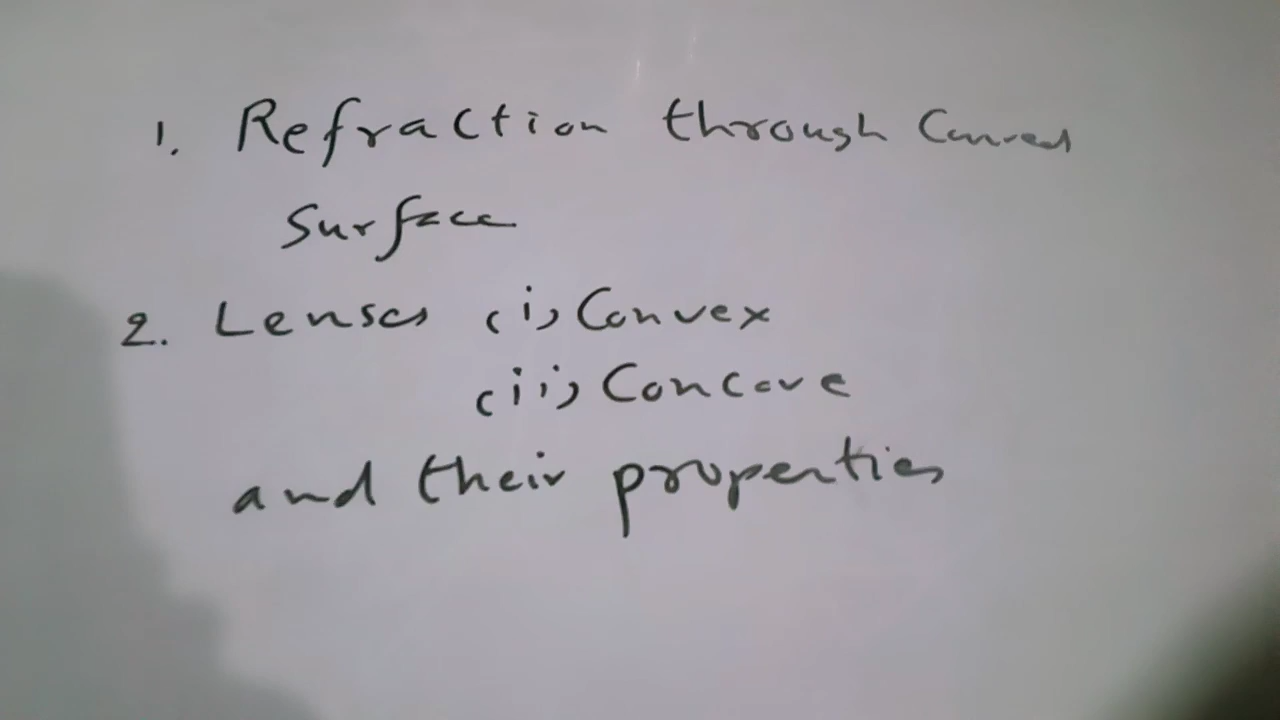 1. Refraction through Curved
Surface
2. Lenses (i) Convex
(ii) Concave
and their properties